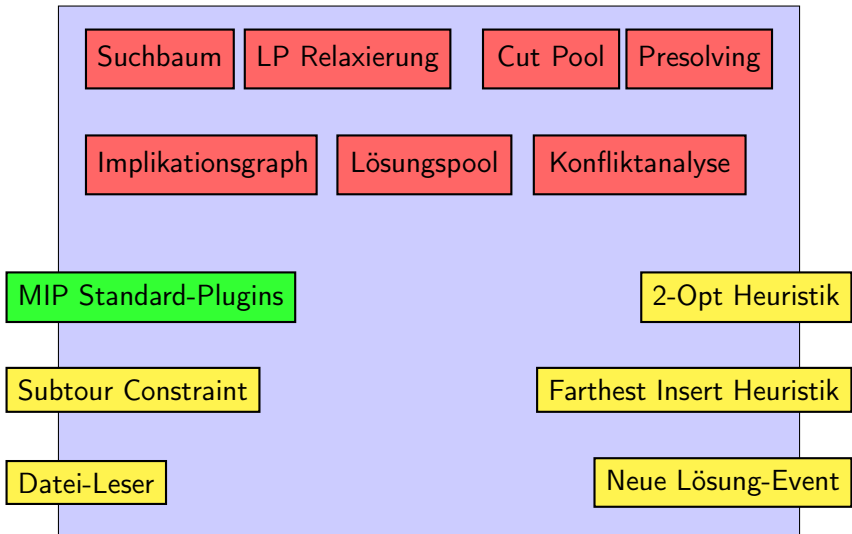 Suchbaum
LP Relaxierung
Cut Pool
Presolving
Implikationsgraph
Lösungspool
Konfliktanalyse
MIP Standard-Plugins
2-Opt Heuristik
Subtour Constraint
Farthest Insert Heuristik
Datei-Leser
Neue Lösung-Event